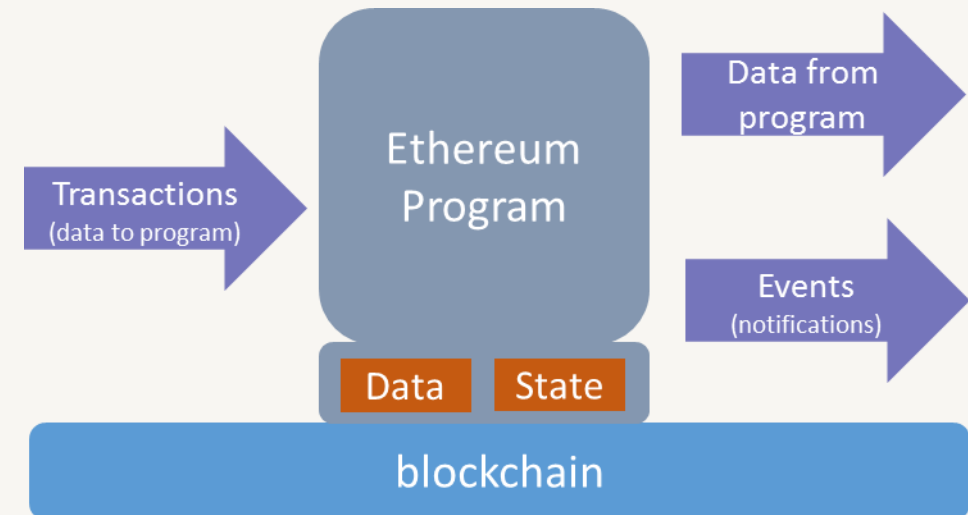 Transactions
(data to program)
Ethereum
Program
Data from
program
Events
(notifications)
Data
State
blockchain